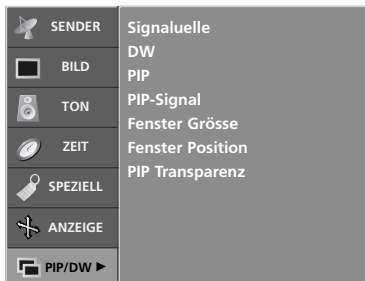 SENDER
BILD
TON
ZEIT
SPEZIELL
ANZEIGE
PIP/DW ►
Signaluelle
DW
PIP
PIP-Signal
Fenster Grösse
Fenster Position
PIP Transparenz